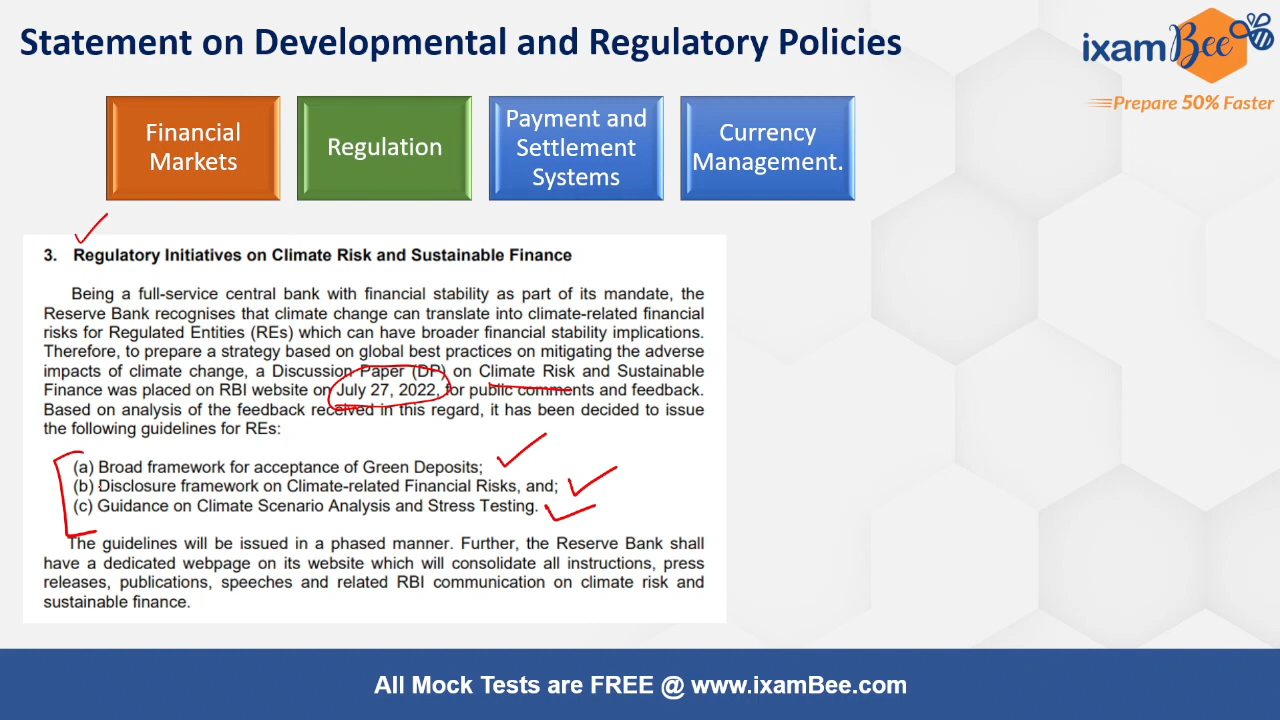 Statement on Developmental and Regulatory Policies
ixamBee
Prepare 50% Faster
Financial
Markets
Regulation
Payment and
Settlement
Systems
Currency
Management.
3. Regulatory Initiatives on Climate Risk and Sustainable Finance
Being a full-service central bank with financial stability as part of its mandate, the
Reserve Bank recognises that climate change can translate into climate-related financial
risks for Regulated Entities (REs) which can have broader financial stability implications.
Therefore, to prepare a strategy based on global best practices on mitigating the adverse
impacts of climate change, a Discussion Paper (DP) on Climate Risk and Sustainable
Finance was placed on RBI website on July 27, 2022, for public comments and feedback.
Based on analysis of the feedback received in this regard, it has been decided to issue
the following guidelines for REs:
(a) Broad framework for acceptance of Green Deposits;
(b) Disclosure framework on Climate-related Financial Risks, and;
(c) Guidance on Climate Scenario Analysis and Stress Testing.
The guidelines will be issued in a phased manner. Further, the Reserve Bank shall
have a dedicated webpage on its website which will consolidate all instructions, press
releases, publications, speeches and related RBI communication on climate risk and
sustainable finance.
All Mock Tests are FREE @ www.ixamBee.com